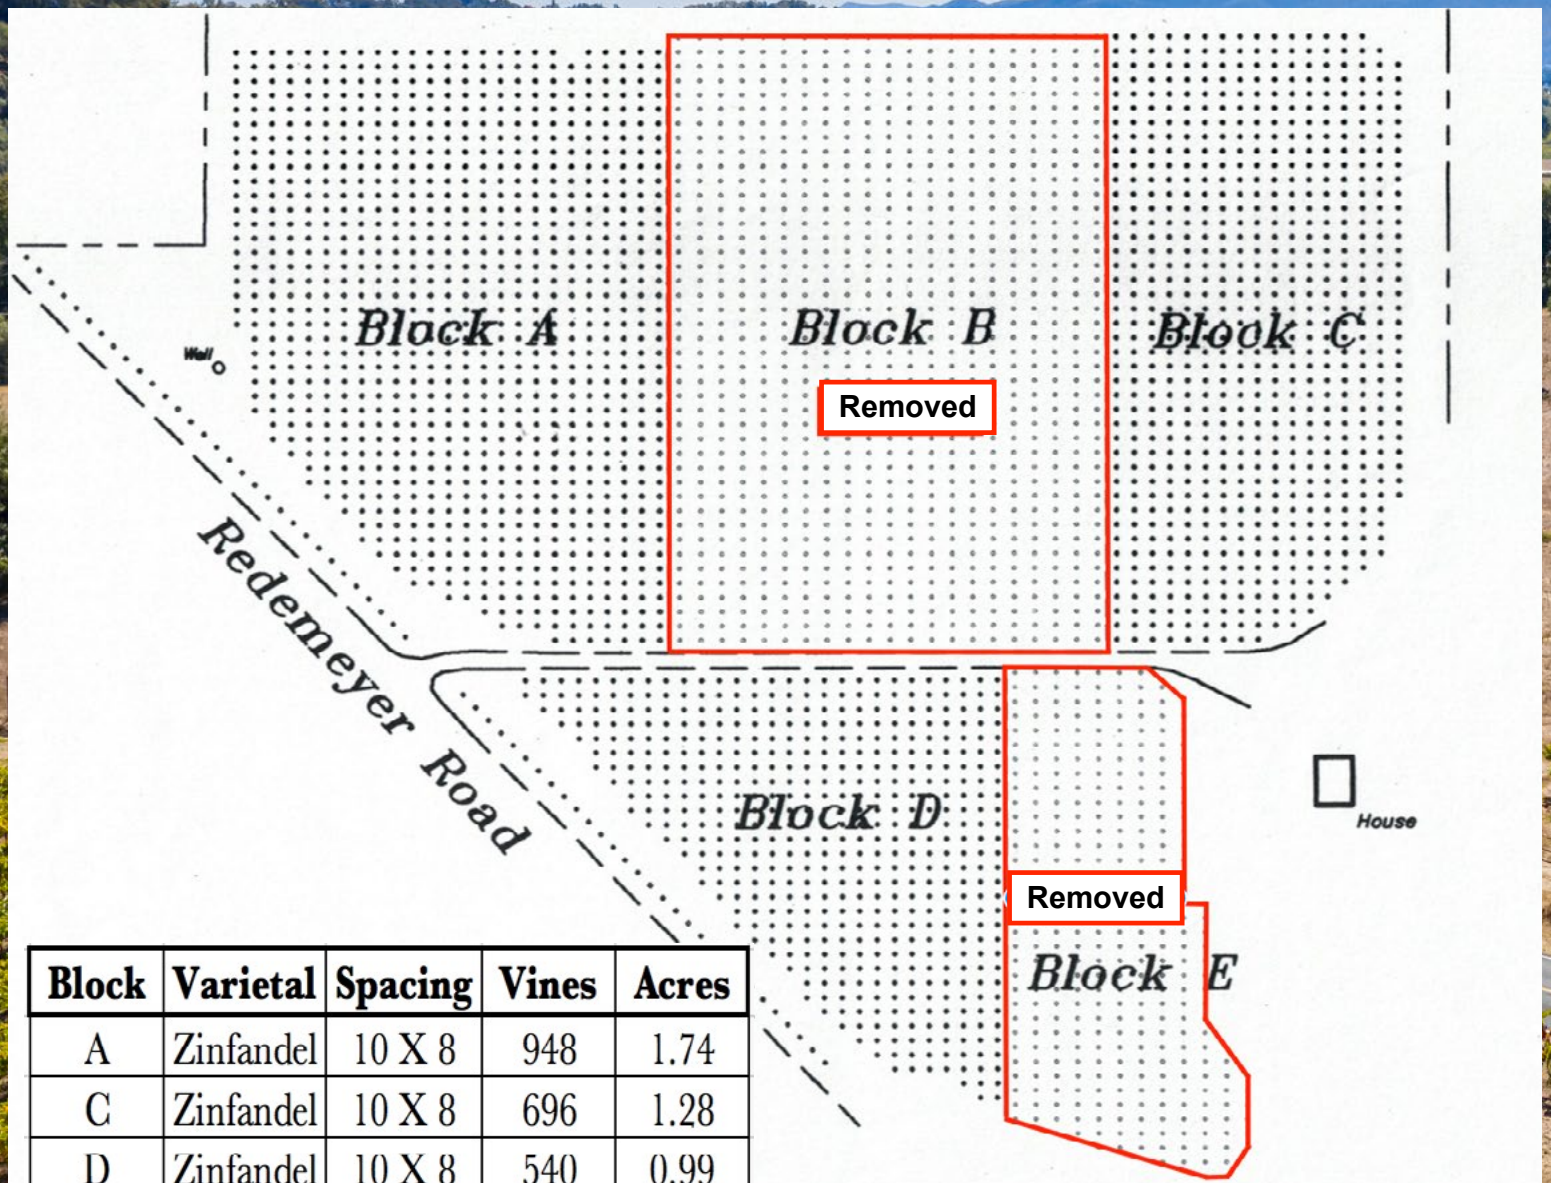 Block A
Block B
Block C
Removed
Well
Redemeyer Road
Block D
House
Removed
Block E
Block Varietal Spacing Vines Acres
A Zinfandel 10 X 8 948 1.74
C Zinfandel 10 X 8 696 1.28
D Zinfandel 10 X 8 540 0.99